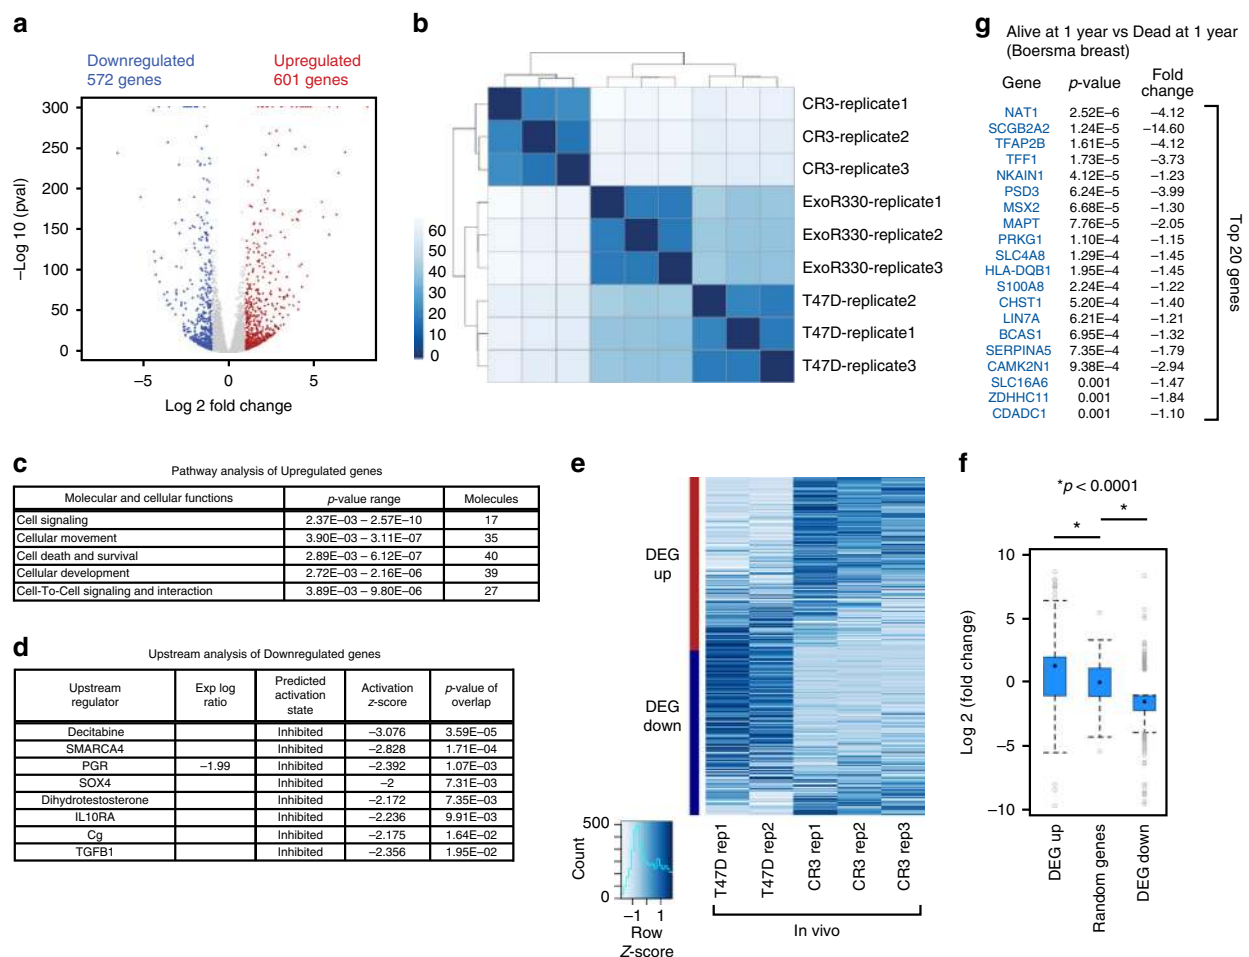 a
Downregulated
572 genes
Upregulated
601 genes
300
250
200
150
100
50
0
−Log 10 (pval)
−5
0
5
Log 2 fold change
b
60
50
40
30
20
10
0
CR3-replicate1
CR3-replicate2
CR3-replicate3
ExoR330-replicate1
ExoR330-replicate2
ExoR330-replicate3
T47D-replicate2
T47D-replicate1
T47D-replicate3
g
Alive at 1 year vs Dead at 1 year
(Boersma breast)
Gene p-value Fold change
NAT1 2.52E–6 –4.12
SCGB2A2 1.24E–5 –14.60
TFAP2B 1.61E–5 –4.12
TFF1 1.73E–5 –3.73
NKAIN1 4.12E–5 –1.23
PSD3 6.24E–5 –3.99
MSX2 6.68E–5 –1.30
MAPT 7.76E–5 –2.05
PRKG1 1.10E–4 –1.15
SLC4A8 1.29E–4 –1.45
HLA–DQB1 1.95E–4 –1.45
S100A8 2.24E–4 –1.22
CHST1 5.20E–4 –1.40
LIN7A 6.21E–4 –1.21
BCAS1 6.95E–4 –1.32
SERPINA5 7.35E–4 –1.79
CAMK2N1 9.38E–4 –2.94
SLC16A6 0.001 –1.47
ZDHHC11 0.001 –1.84
CDADC1 0.001 –1.10
Top 20 genes
c
Pathway analysis of Upregulated genes
Molecular and cellular functions p-value range Molecules
Cell signaling 2.37E–03 – 2.57E–10 17
Cellular movement 3.90E–03 – 3.11E–07 35
Cell death and survival 2.89E–03 – 6.12E–07 40
Cellular development 2.72E–03 – 2.16E–06 39
Cell-To-Cell signaling and interaction 3.89E–03 – 9.80E–06 27
d
Upstream analysis of Downregulated genes
Upstream regulator Exp log ratio Predicted activation state Activation z-score p-value of overlap
Decitabine Inhibited –3.076 3.59E–05
SMARCA4 Inhibited –2.828 1.71E–04
PGR –1.99 Inhibited –2.392 1.07E–03
SOX4 Inhibited –2 7.31E–03
Dihydrotestosterone Inhibited –2.172 7.35E–03
IL10RA Inhibited –2.236 9.91E–03
Cg Inhibited –2.175 1.64E–02
TGFB1 Inhibited –2.356 1.95E–02
e
DEG
up
DEG
down
500
0
Count
−1 1
Row
Z-score
T47D rep1
T47D rep2
CR3 rep1
CR3 rep2
CR3 rep3
In vivo
f
*p < 0.0001
*
*
10
5
0
−5
−10
Log 2 (fold change)
DEG up
Random genes
DEG down